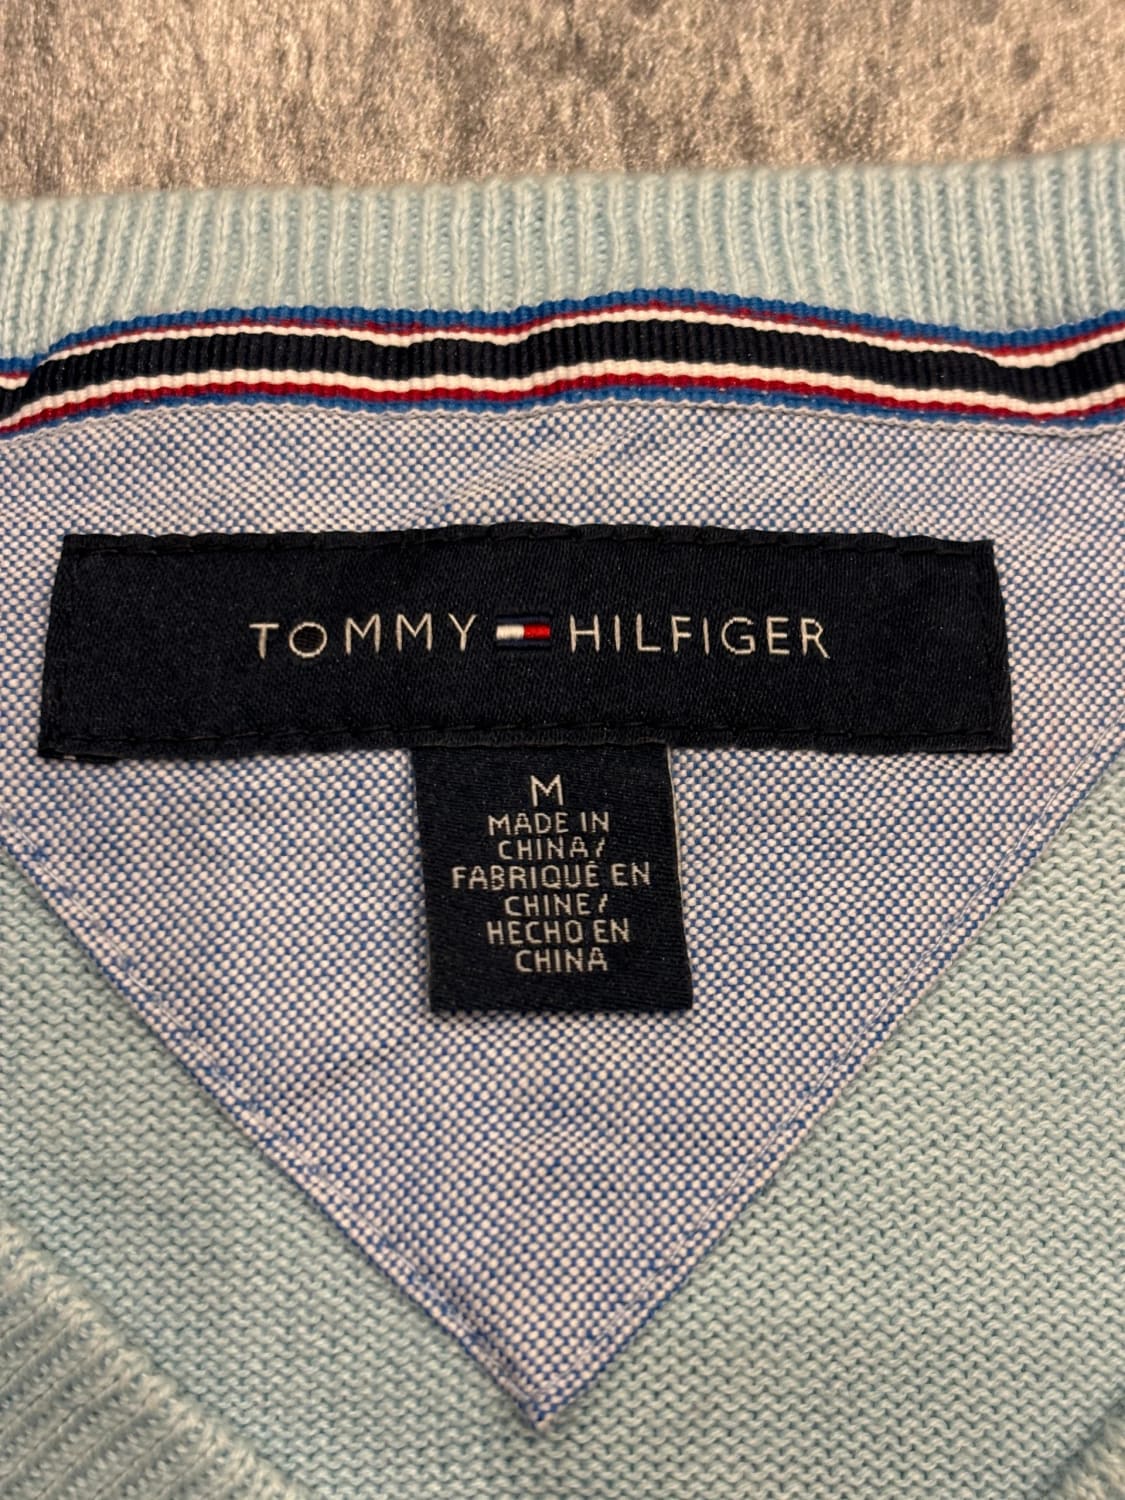 TOMMY HILFIGER
M
MADE IN
CHINA/
FABRIQUÉ EN
CHINE/
HECHO EN
CHINA